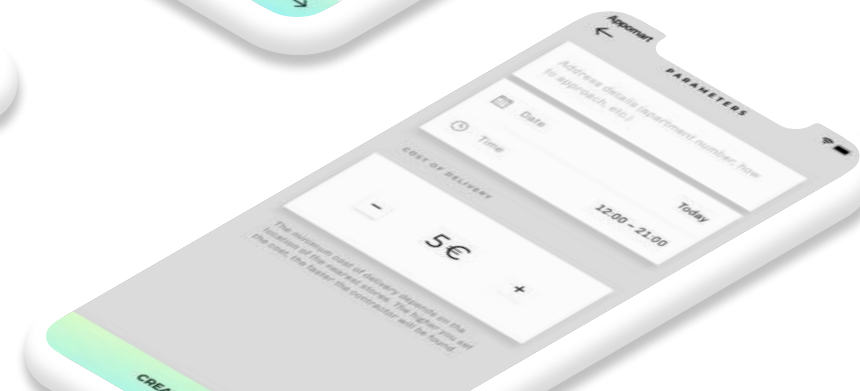 Appomart
PARAMETERS
Address details (apartment number, how
to approach, etc.)
Date
Today
Time
12:00 - 21:00
COST OF DELIVERY
-
5€
+
The minimum cost of delivery depends on the
location of the nearest stores. The higher you set
the cost, the faster the contractor will be found.
CREA